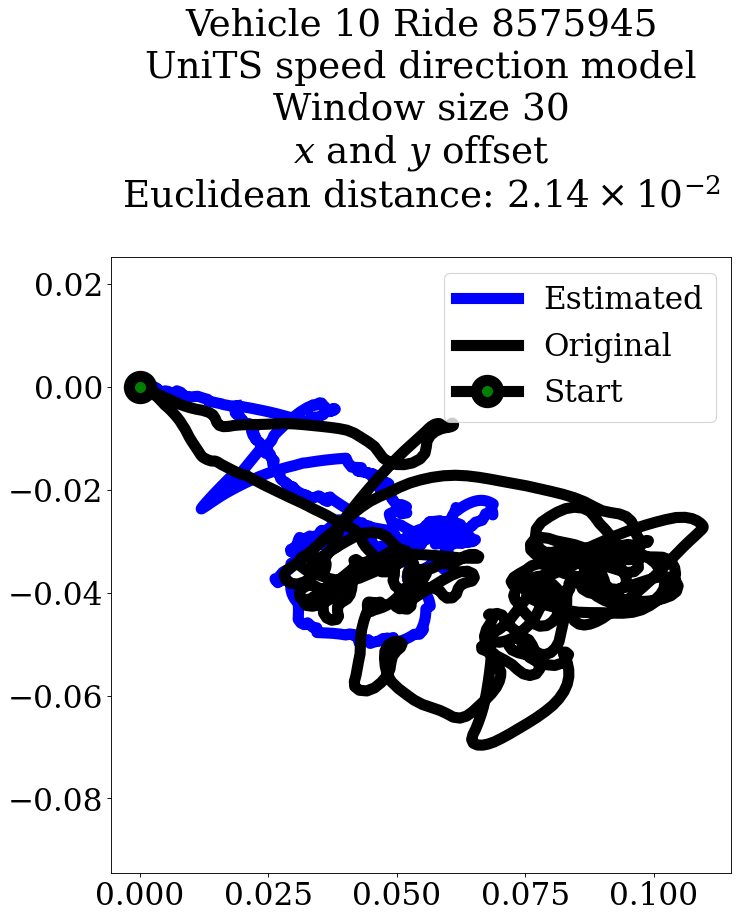 Vehicle 10 Ride 8575945
UniTS speed direction model
Window size 30
x and y offset
Euclidean distance: 2.14 × 10⁻²
Estimated
Original
Start
0.02
0.00
−0.02
−0.04
−0.06
−0.08
0.000 0.025 0.050 0.075 0.100